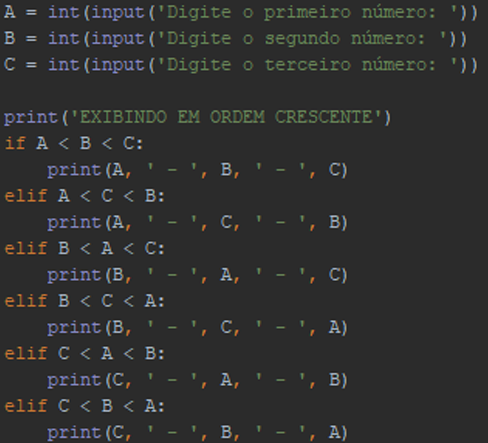 A = int(input('Digite o primeiro número: '))
B = int(input('Digite o segundo número: '))
C = int(input('Digite o terceiro número: '))
print('EXIBINDO EM ORDEM CRESCENTE')
if A < B < C:
    print(A, ' - ', B, ' - ', C)
elif A < C < B:
    print(A, ' - ', C, ' - ', B)
elif B < A < C:
    print(B, ' - ', A, ' - ', C)
elif B < C < A:
    print(B, ' - ', C, ' - ', A)
elif C < A < B:
    print(C, ' - ', A, ' - ', B)
elif C < B < A:
    print(C, ' - ', B, ' - ', A)